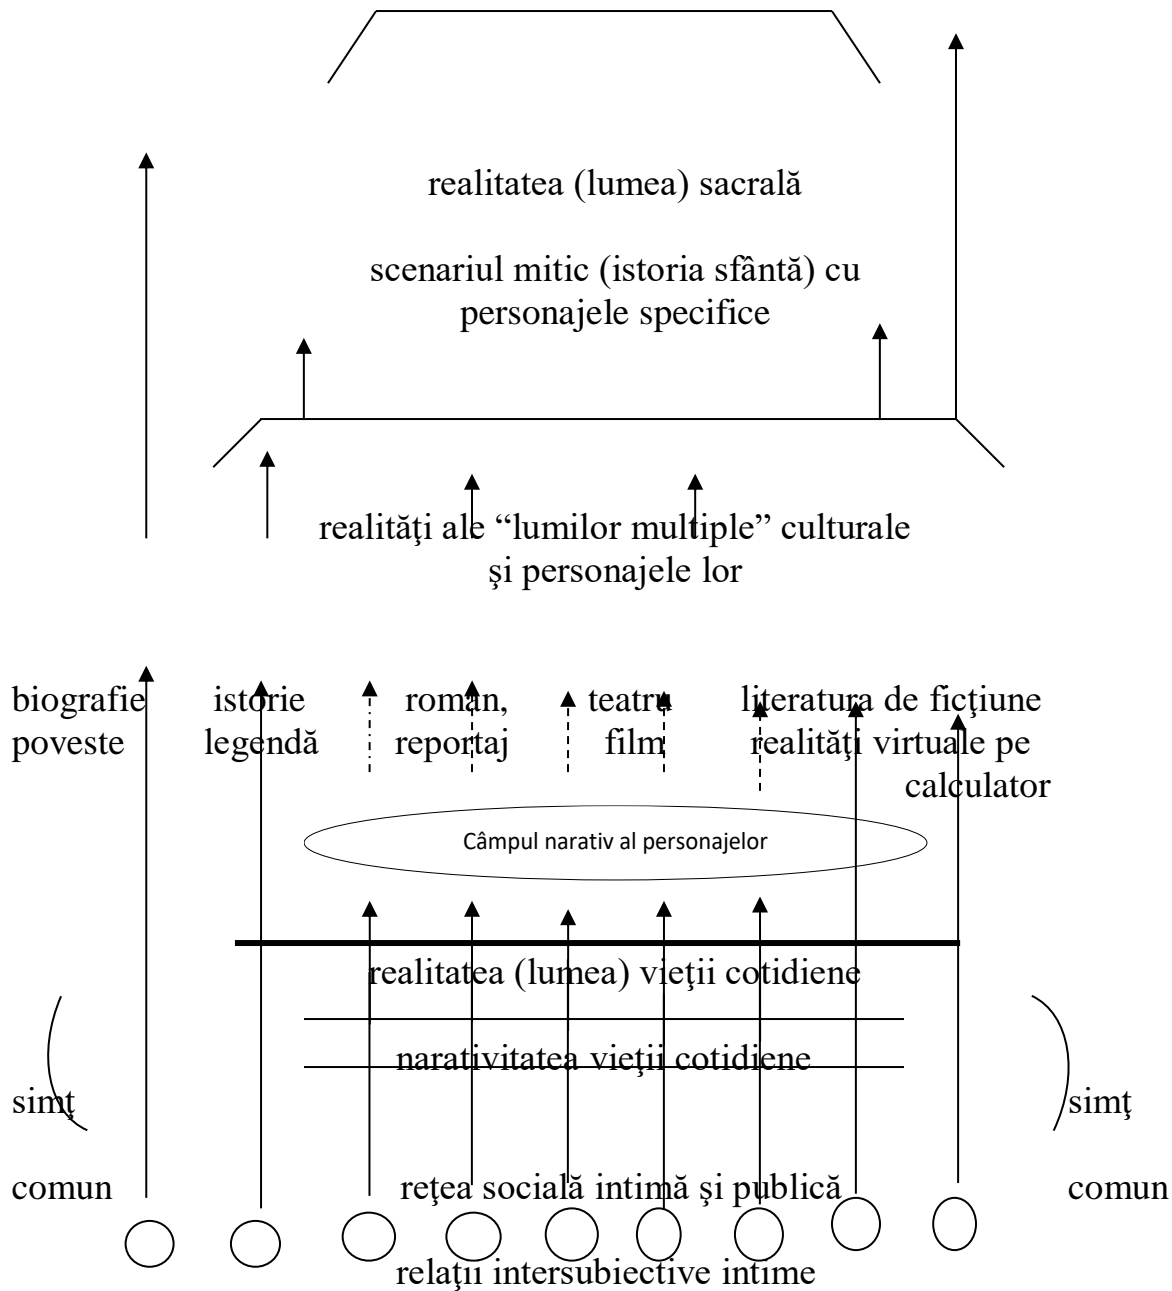 realitatea (lumea) sacrală
scenariul mitic (istoria sfântă) cu
personajele specifice
realităţi ale “lumilor multiple” culturale
şi personajele lor
biografie istorie roman, teatru literatura de ficţiune
poveste legendă reportaj film realităţi virtuale pe
calculator
Câmpul narativ al personajelor
realitatea (lumea) vieţii cotidiene
narativitatea vieţii cotidiene
simţ simţ
comun reţea socială intimă şi publică comun
relaţii intersubiective intime